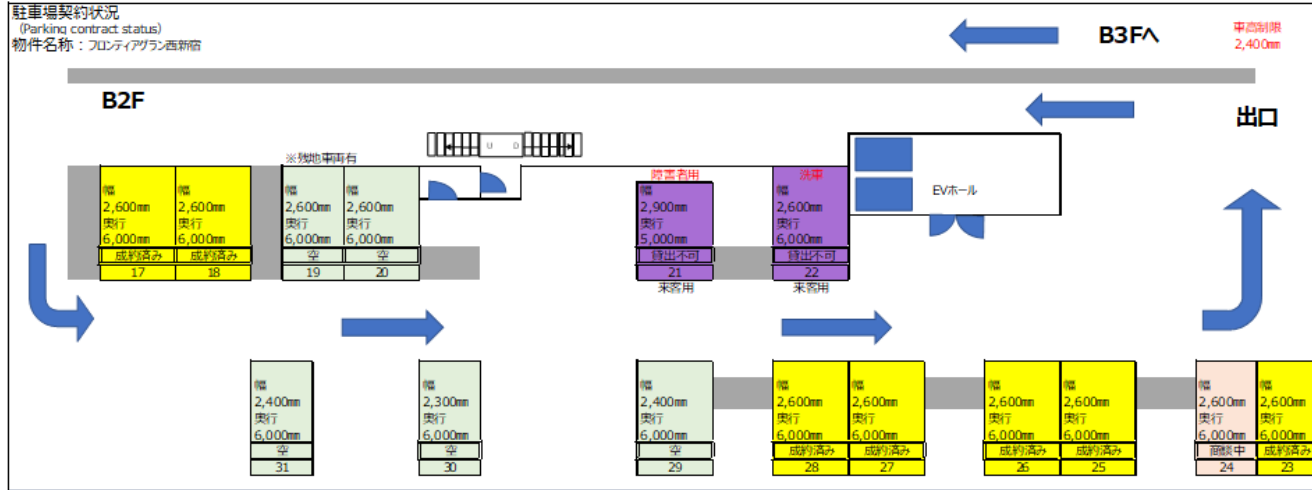 駐車場契約状況
(Parking contract status)
物件名称：フロンティアグラン西新宿
B3Fへ
車高制限
2,400mm
B2F
出口
※残地車両有
U D
障害者用
洗車
EVホール
幅
2,600mm
奥行
6,000mm
成約済み
17
幅
2,600mm
奥行
6,000mm
成約済み
18
幅
2,600mm
奥行
6,000mm
空
19
幅
2,600mm
奥行
6,000mm
空
20
幅
2,900mm
奥行
5,000mm
貸出不可
21
来客用
幅
2,600mm
奥行
6,000mm
貸出不可
22
来客用
幅
2,400mm
奥行
6,000mm
空
31
幅
2,300mm
奥行
6,000mm
空
30
幅
2,400mm
奥行
6,000mm
空
29
幅
2,600mm
奥行
6,000mm
成約済み
28
幅
2,600mm
奥行
6,000mm
成約済み
27
幅
2,600mm
奥行
6,000mm
成約済み
26
幅
2,600mm
奥行
6,000mm
成約済み
25
幅
2,600mm
奥行
6,000mm
商談中
24
幅
2,600mm
奥行
6,000mm
成約済み
23